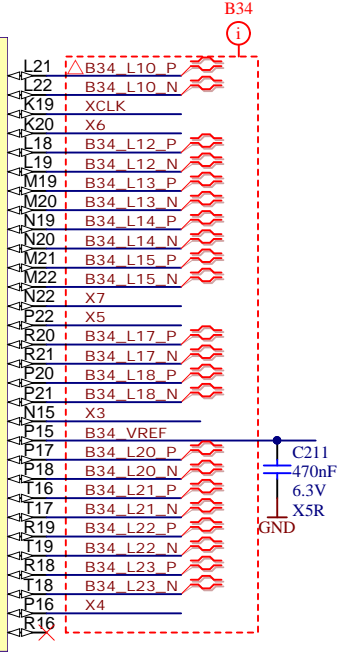 B34
i
L21 B34_L10_P
L22 B34_L10_N
K19 XCLK
K20 X6
L18 B34_L12_P
L19 B34_L12_N
M19 B34_L13_P
M20 B34_L13_N
N19 B34_L14_P
N20 B34_L14_N
M21 B34_L15_P
M22 B34_L15_N
N22 X7
P22 X5
R20 B34_L17_P
R21 B34_L17_N
P20 B34_L18_P
P21 B34_L18_N
N15 X3
P15 B34_VREF
P17 B34_L20_P
P18 B34_L20_N
T16 B34_L21_P
T17 B34_L21_N
R19 B34_L22_P
T19 B34_L22_N
R18 B34_L23_P
T18 B34_L23_N
P16 X4
R16
C211
470nF
6.3V
X5R
GND